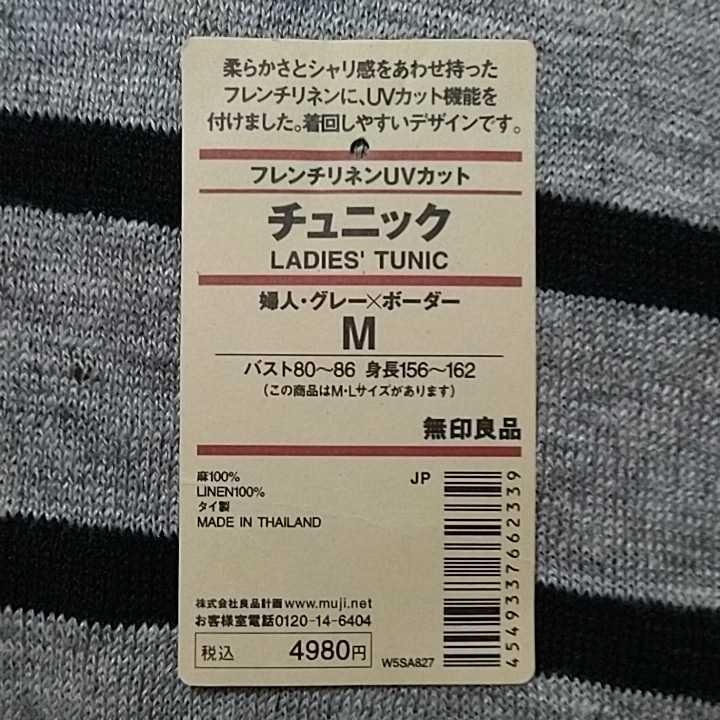 柔らかさとシャリ感をあわせ持った
フレンチリネンに、UVカット機能を
付けました。着回しやすいデザインです。
フレンチリネンUVカット
チュニック
LADIES' TUNIC
婦人・グレー×ボーダー
M
バスト80〜86 身長156〜162
(この商品はM・Lサイズがあります)
無印良品
麻100%
LINEN100%
タイ製
MADE IN THAILAND
JP
4549337662339
株式会社良品計画 www.muji.net
お客様室電話0120-14-6404
税込 4980円
W5SA827